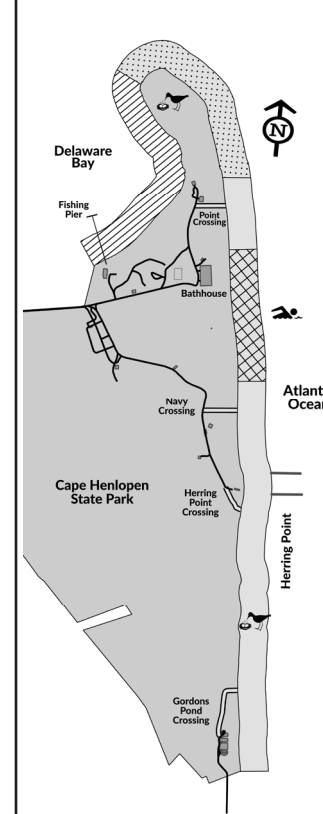 N
Delaware
Bay
Fishing
Pier
Point
Crossing
Bathhouse
Atlant
Ocean
Navy
Crossing
Cape Henlopen
State Park
Herring
Point
Crossing
Herring Point
Gordons
Pond
Crossing